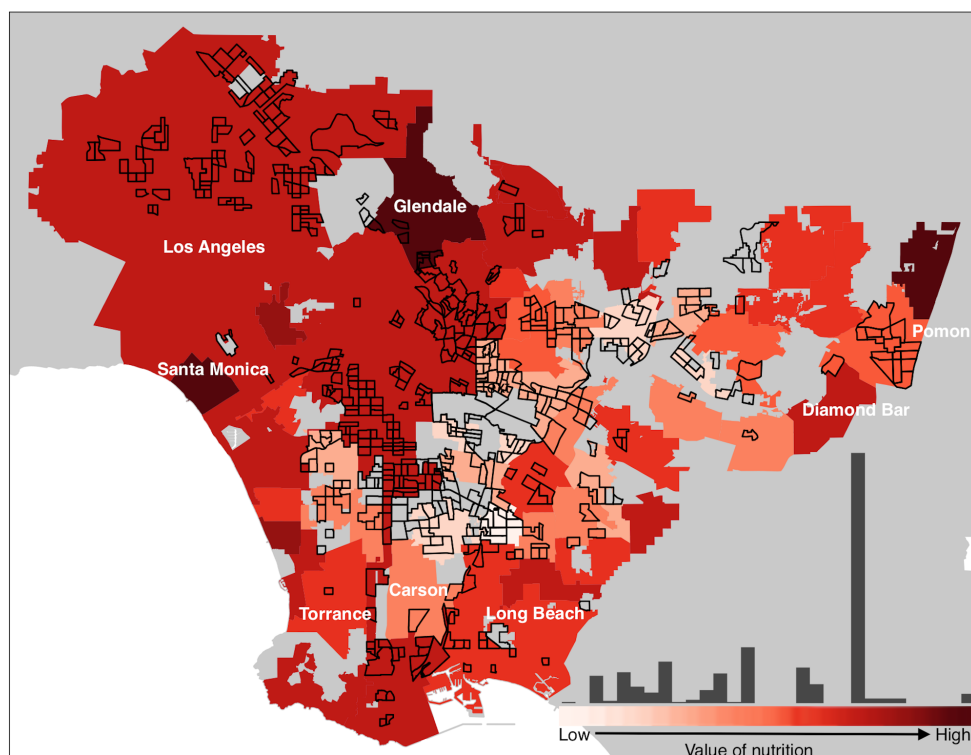 Glendale
Los Angeles
Pomon
Santa Monica
Diamond Bar
Carson
Torrance
Long Beach
Low
High
Value of nutrition